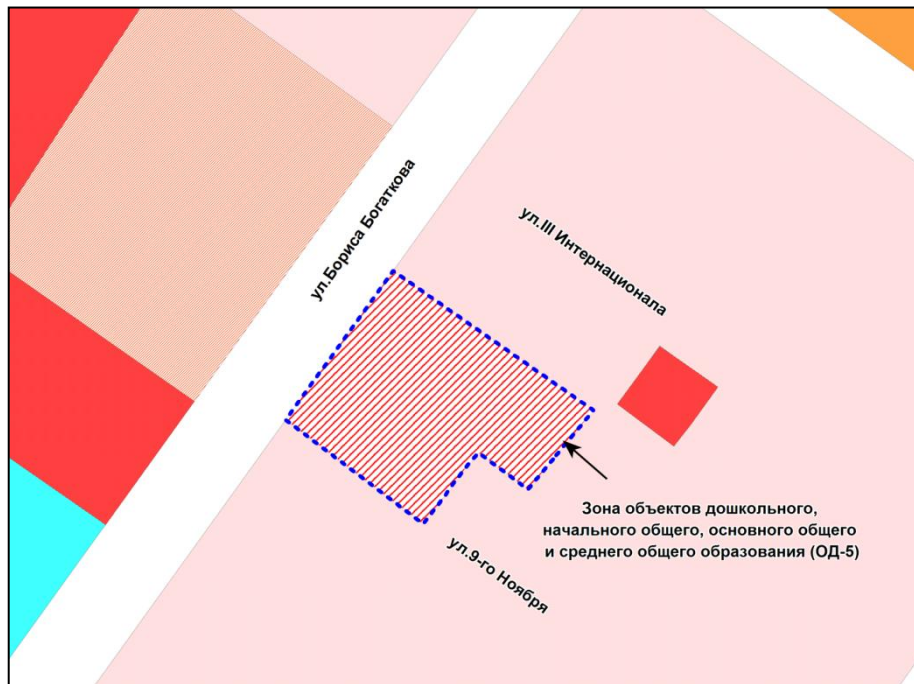 ул.Бориса Богаткова
ул.III Интернационала
Зона объектов дошкольного,
начального общего, основного общего
и среднего общего образования (ОД-5)
ул.9-го Ноября